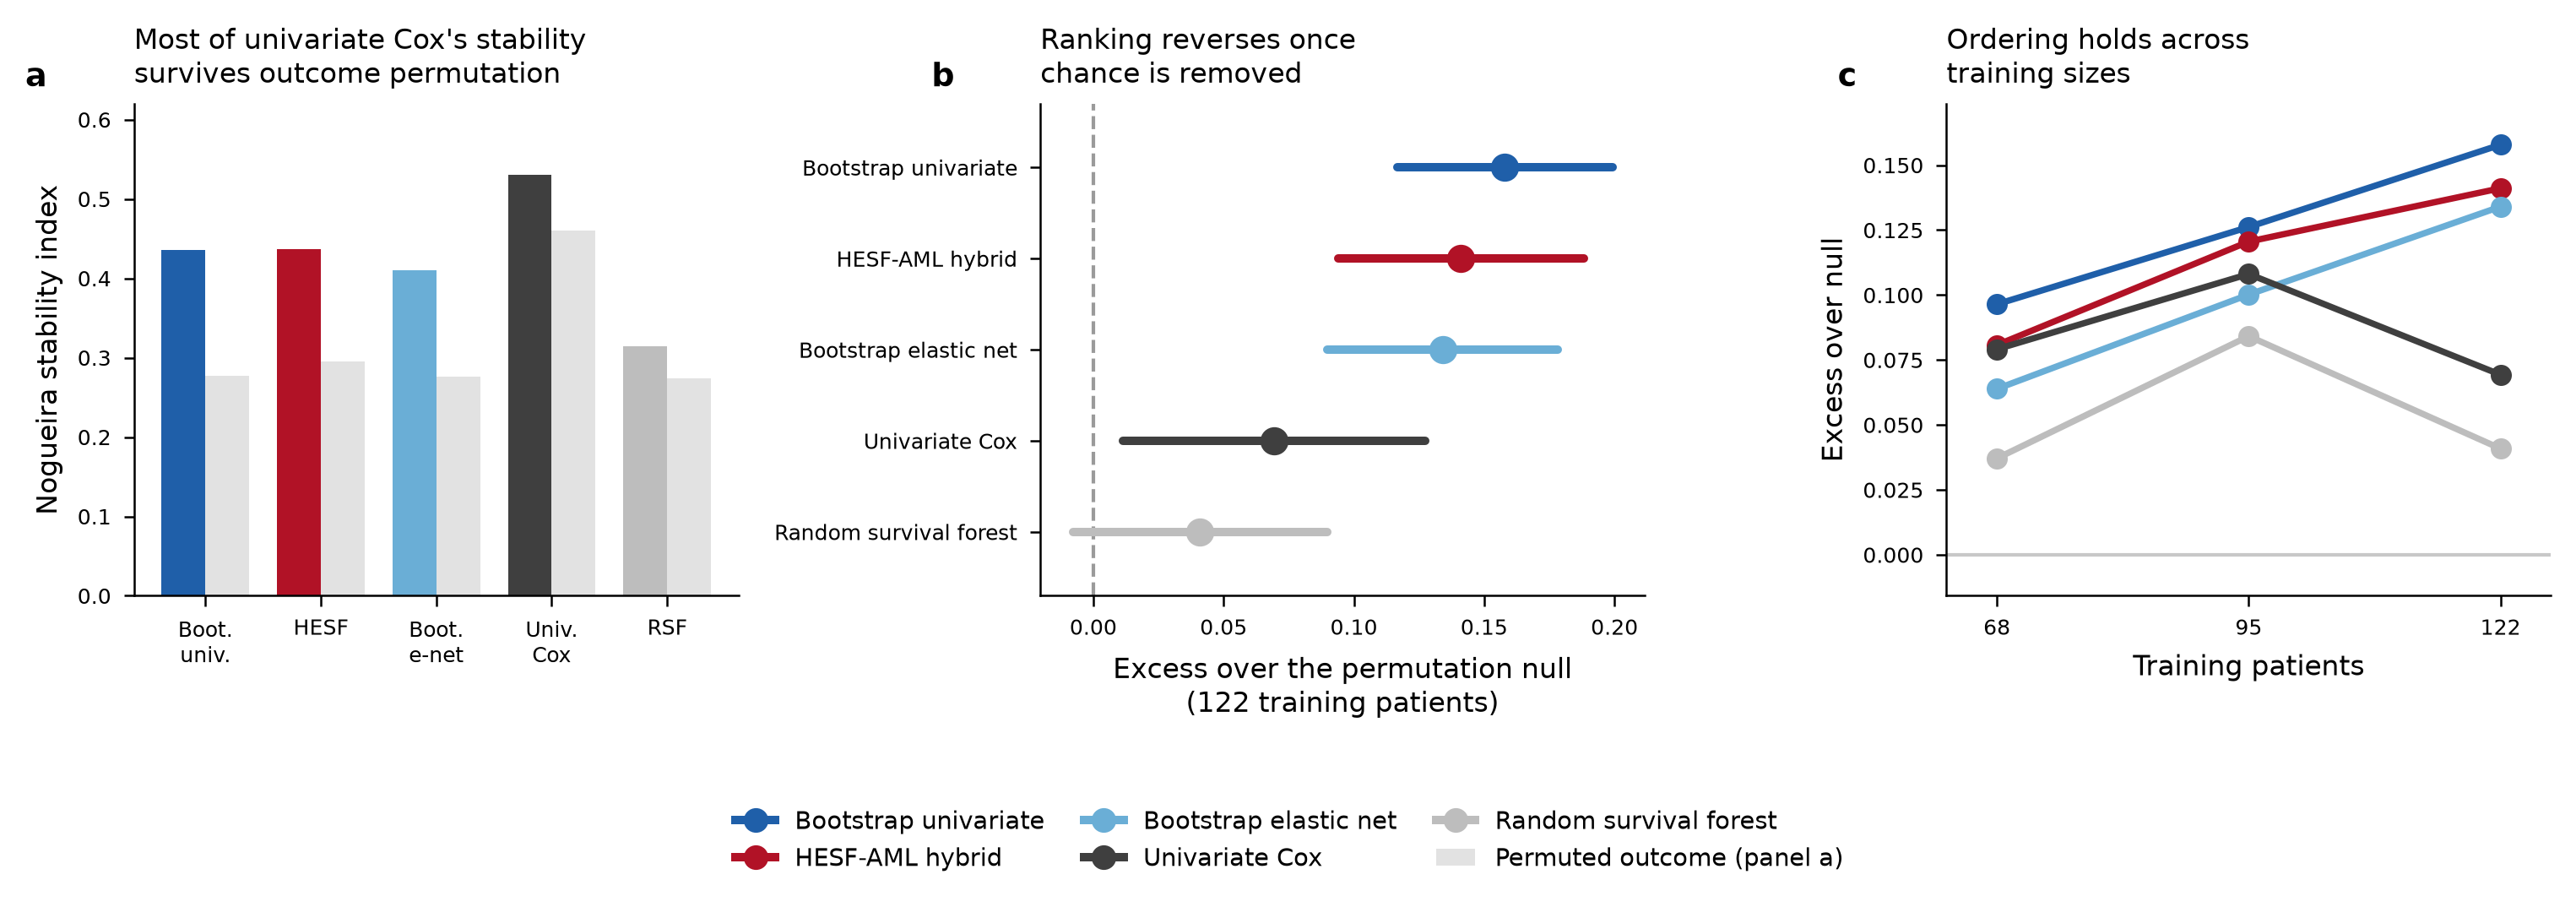 a
Most of univariate Cox's stability
survives outcome permutation
Nogueira stability index
0.6
0.5
0.4
0.3
0.2
0.1
0.0
Boot.
univ.
HESF
Boot.
e-net
Univ.
Cox
RSF
b
Ranking reverses once
chance is removed
Bootstrap univariate
HESF-AML hybrid
Bootstrap elastic net
Univariate Cox
Random survival forest
0.00 0.05 0.10 0.15 0.20
Excess over the permutation null
(122 training patients)
c
Ordering holds across
training sizes
Excess over null
0.150
0.125
0.100
0.075
0.050
0.025
0.000
68 95 122
Training patients
Bootstrap univariate
HESF-AML hybrid
Bootstrap elastic net
Univariate Cox
Random survival forest
Permuted outcome (panel a)